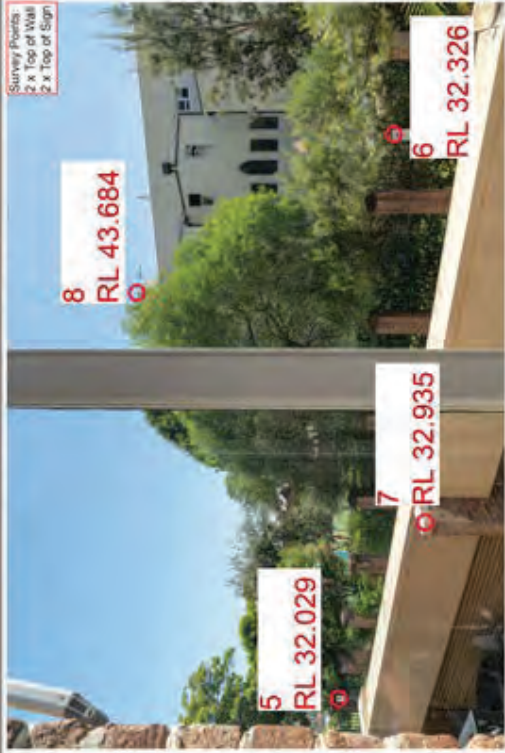 Survey Points:
2 x Top of Wall
2 x Top of Sign
8
RL 43.684
6
RL 32.326
7
RL 32.935
5
RL 32.029